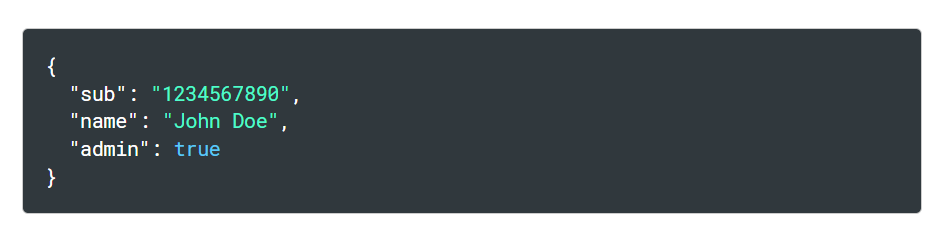 {
  "sub": "1234567890",
  "name": "John Doe",
  "admin": true
}